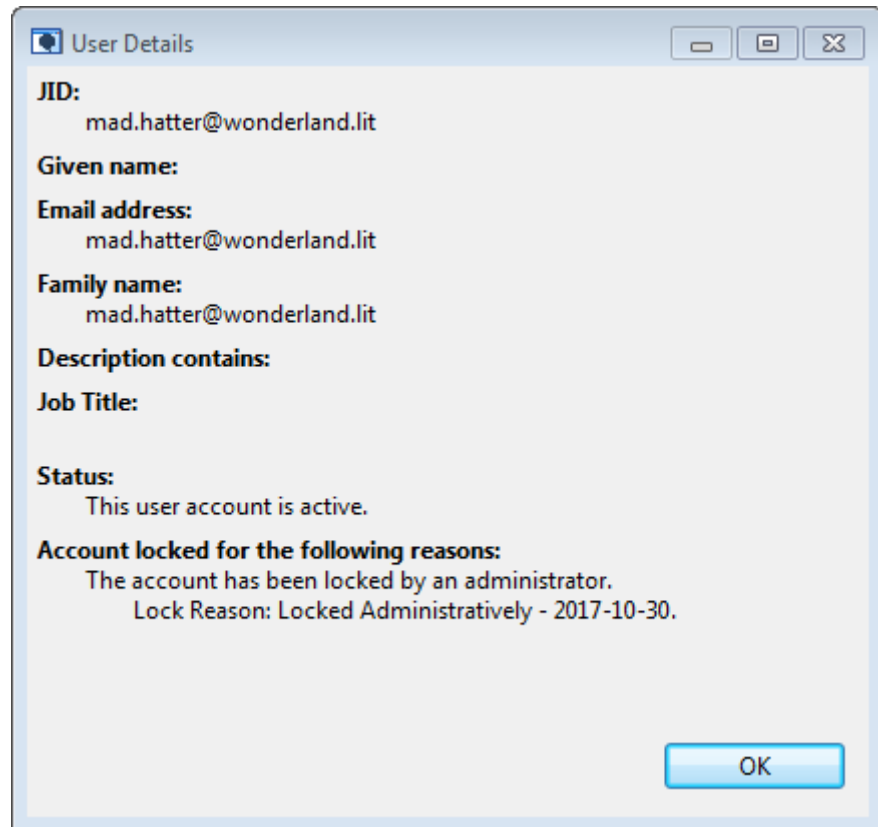 User Details
JID:
mad.hatter@wonderland.lit
Given name:
Email address:
mad.hatter@wonderland.lit
Family name:
mad.hatter@wonderland.lit
Description contains:
Job Title:
Status:
This user account is active.
Account locked for the following reasons:
The account has been locked by an administrator.
Lock Reason: Locked Administratively - 2017-10-30.
OK